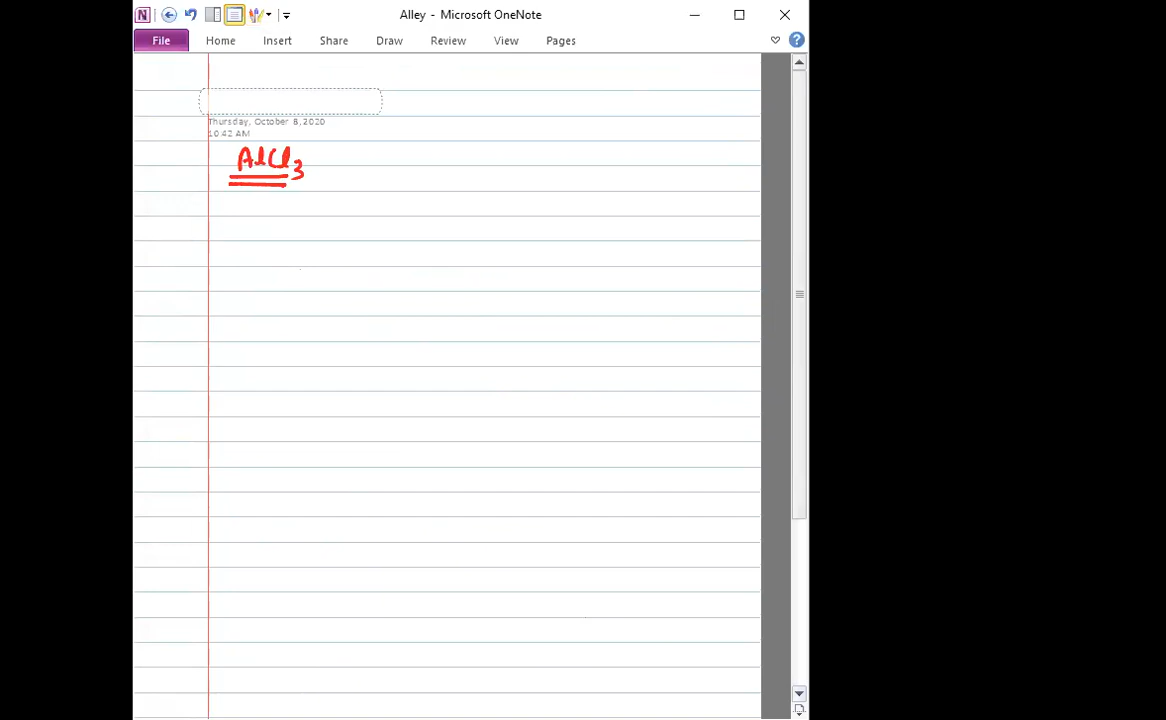 Alley - Microsoft OneNote
File Home Insert Share Draw Review View Pages
Thursday, October 8, 2020
10:42 AM
AlCl3